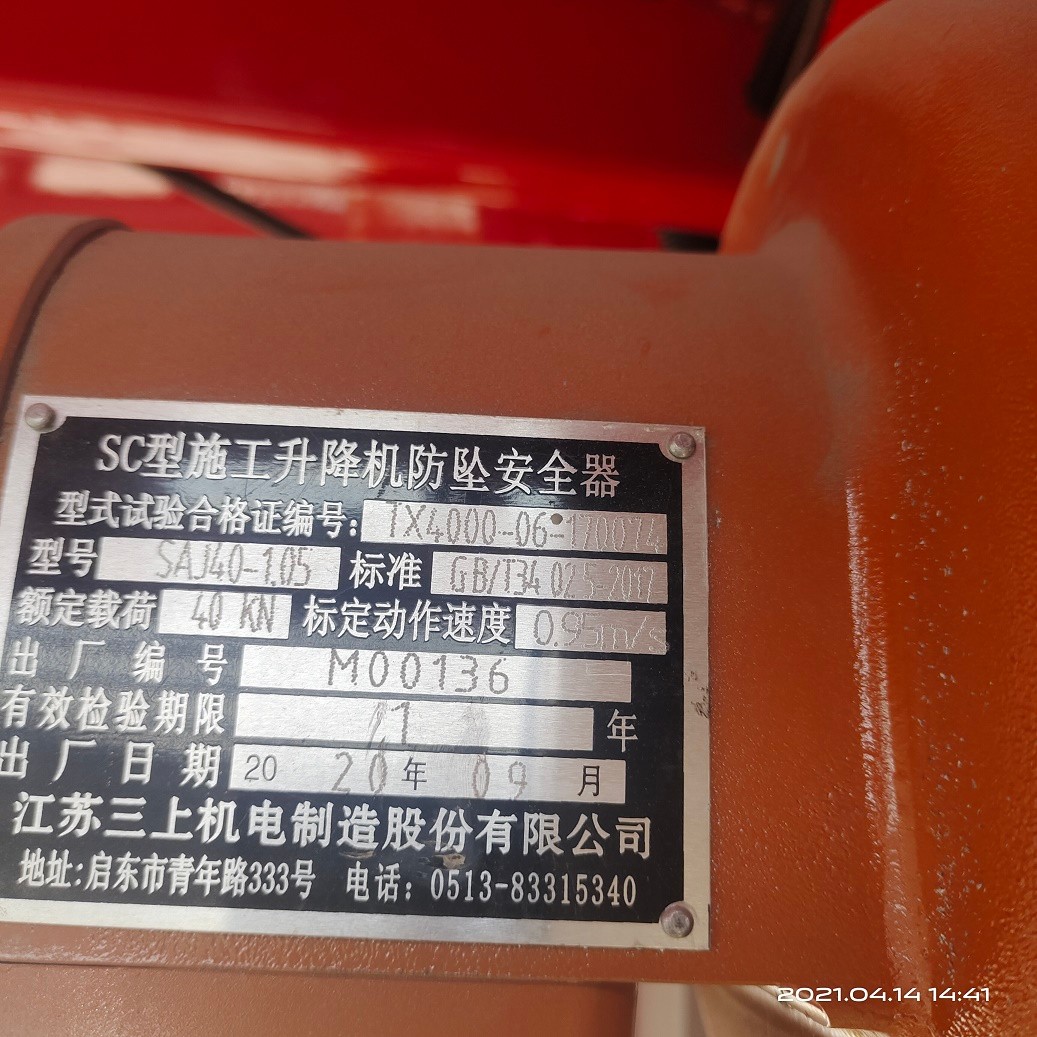 SC型施工升降机防坠安全器
型式试验合格证编号: TX4000-06-170074
型号 SAJ40-1.05 标准 GB/T34025-2017
额定载荷 40 KN 标定动作速度 0.95m/s
出厂编号 M00136
有效检验期限 1 年
出厂日期 20 20年 09 月
江苏三上机电制造股份有限公司
地址:启东市青年路333号 电话: 0513-83315340
2021.04.14 14:41